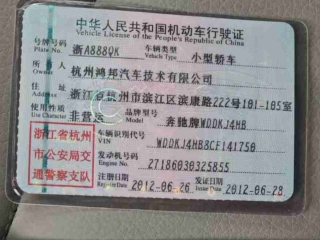 中华人民共和国机动车行驶证
Vehicle License of the People's Republic of China
号牌号码 浙A888QK 车辆类型 小型轿车
Plate No. Vehicle Type
所有人 杭州鸿邦汽车技术有限公司
Owner
住址 浙江省杭州市滨江区滨康路222号101-105室
Address
使用性质 非营运 品牌型号 奔驰牌WDDKJ4HB
Model
浙江省杭州
市公安局交
通警察支队
车辆识别代号 WDDKJ4HB8CF141750
VIN
发动机号码 27186030325855
Engine No.
注册日期 2012-06-26 发证日期 2012-06-28
Register Date Issue Date